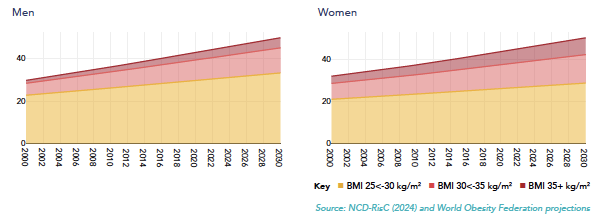 Men
Women
40
20
0
2000 2002 2004 2006 2008 2010 2012 2014 2016 2018 2020 2022 2024 2026 2028 2030
40
20
0
2000 2002 2004 2006 2008 2010 2012 2014 2016 2018 2020 2022 2024 2026 2028 2030
Key BMI 25<-30 kg/m² BMI 30<-35 kg/m² BMI 35+ kg/m²
Source: NCD-RisC (2024) and World Obesity Federation projections